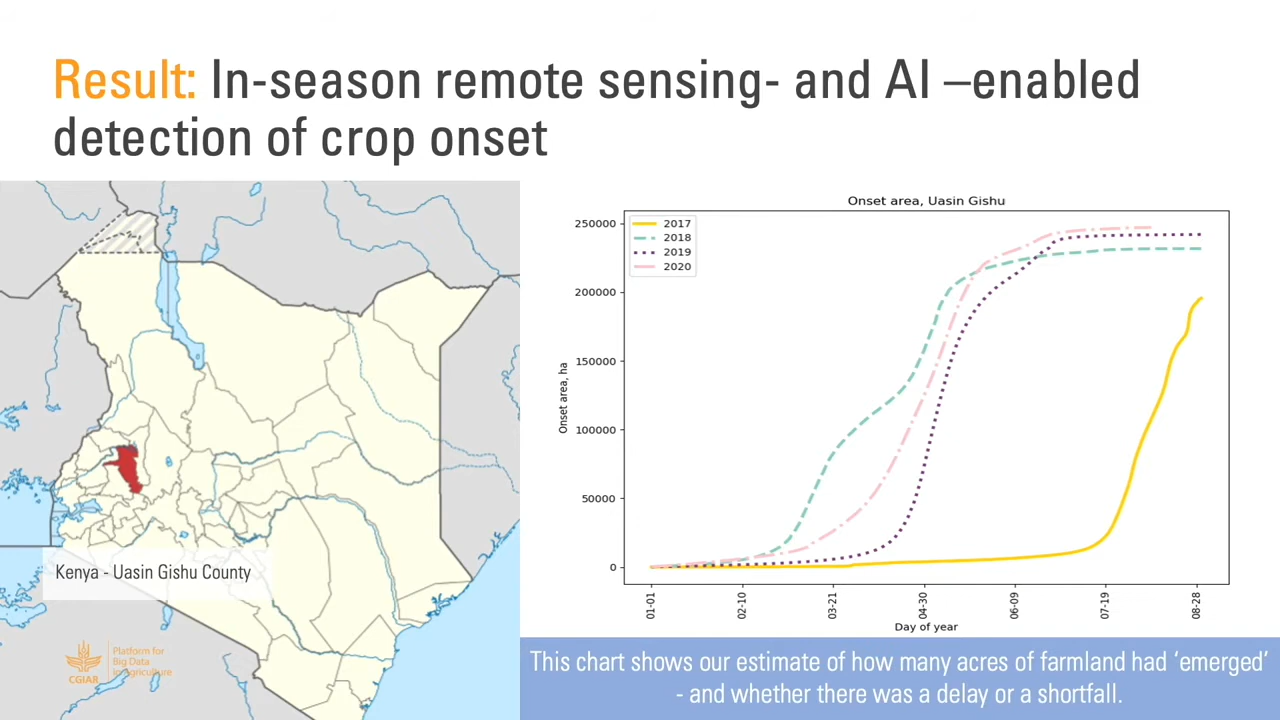 Result: In-season remote sensing- and AI –enabled
detection of crop onset
Kenya - Uasin Gishu County
CGIAR
Platform for
Big Data
in Agriculture
Onset area, Uasin Gishu
2017
2018
2019
2020
250000
200000
150000
100000
50000
0
Onset area, ha
01-01
02-10
03-21
04-30
06-09
07-19
08-28
Day of year
This chart shows our estimate of how many acres of farmland had ‘emerged’
- and whether there was a delay or a shortfall.